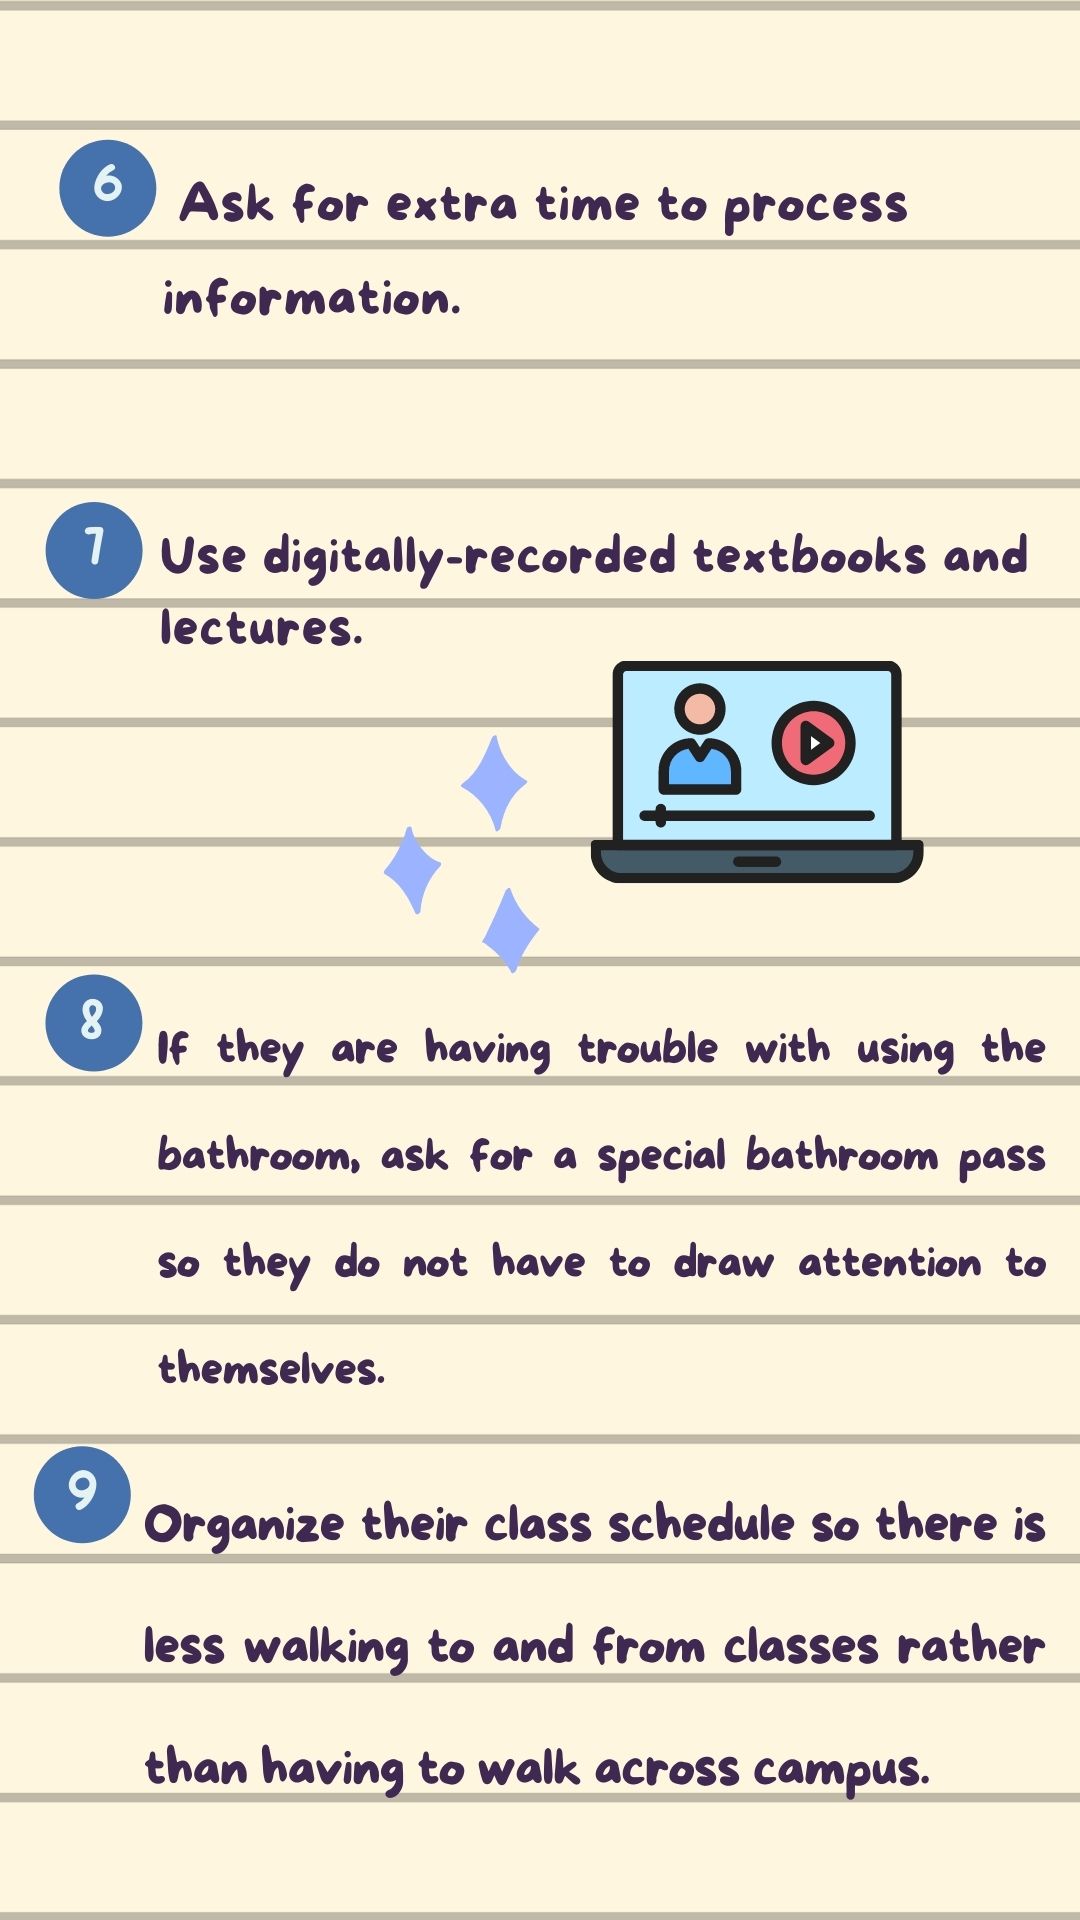 6
Ask for extra time to process
information.
7
Use digitally-recorded textbooks and
lectures.
8
If they are having trouble with using the
bathroom, ask for a special bathroom pass
so they do not have to draw attention to
themselves.
9
Organize their class schedule so there is
less walking to and from classes rather
than having to walk across campus.